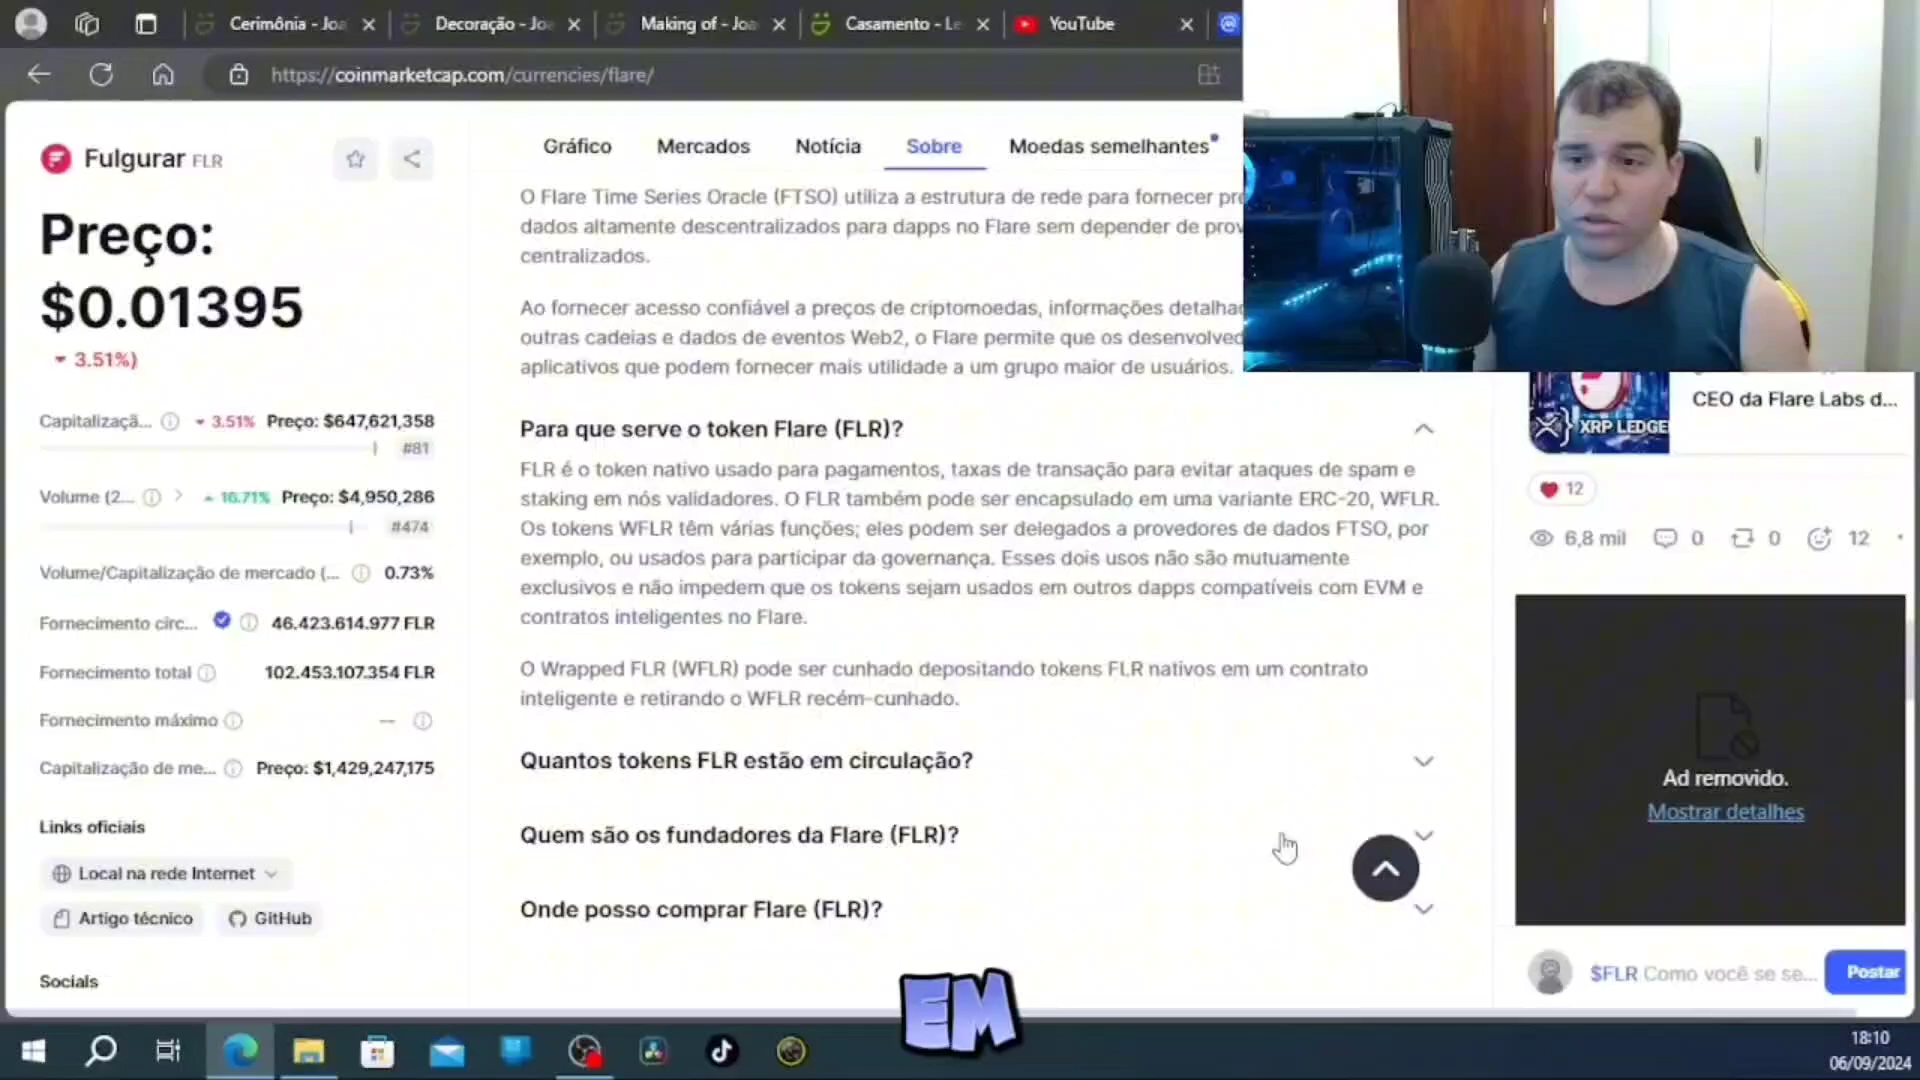 Cerimônia - Joa
Decoração - Joa
Making of - Joa
Casamento - Le
YouTube
https://coinmarketcap.com/currencies/flare/
Fulgurar FLR
Preço:
$0.01395
3.51%)
Capitalizaçã... 3.51% Preço: $647,621,358
#81
Volume (2... 16.71% Preço: $4,950,286
#474
Volume/Capitalização de mercado (... 0.73%
Fornecimento circ... 46.423.614.977 FLR
Fornecimento total 102.453.107.354 FLR
Fornecimento máximo --
Capitalização de me... Preço: $1,429,247,175
Links oficiais
Local na rede Internet
Artigo técnico GitHub
Socials
Gráfico Mercados Notícia Sobre Moedas semelhantes
O Flare Time Series Oracle (FTSO) utiliza a estrutura de rede para fornecer pre
dados altamente descentralizados para dapps no Flare sem depender de prov
centralizados.
Ao fornecer acesso confiável a preços de criptomoedas, informações detalhad
outras cadeias e dados de eventos Web2, o Flare permite que os desenvolved
aplicativos que podem fornecer mais utilidade a um grupo maior de usuários.
Para que serve o token Flare (FLR)?
FLR é o token nativo usado para pagamentos, taxas de transação para evitar ataques de spam e
staking em nós validadores. O FLR também pode ser encapsulado em uma variante ERC-20, WFLR.
Os tokens WFLR têm várias funções; eles podem ser delegados a provedores de dados FTSO, por
exemplo, ou usados para participar da governança. Esses dois usos não são mutuamente
exclusivos e não impedem que os tokens sejam usados em outros dapps compatíveis com EVM e
contratos inteligentes no Flare.
O Wrapped FLR (WFLR) pode ser cunhado depositando tokens FLR nativos em um contrato
inteligente e retirando o WFLR recém-cunhado.
Quantos tokens FLR estão em circulação?
Quem são os fundadores da Flare (FLR)?
Onde posso comprar Flare (FLR)?
CEO da Flare Labs d...
XRP LEDGE
12
6,8 mil 0 0 12
Ad removido.
Mostrar detalhes
$FLR Como você se se... Postar
EM
18:10
06/09/2024